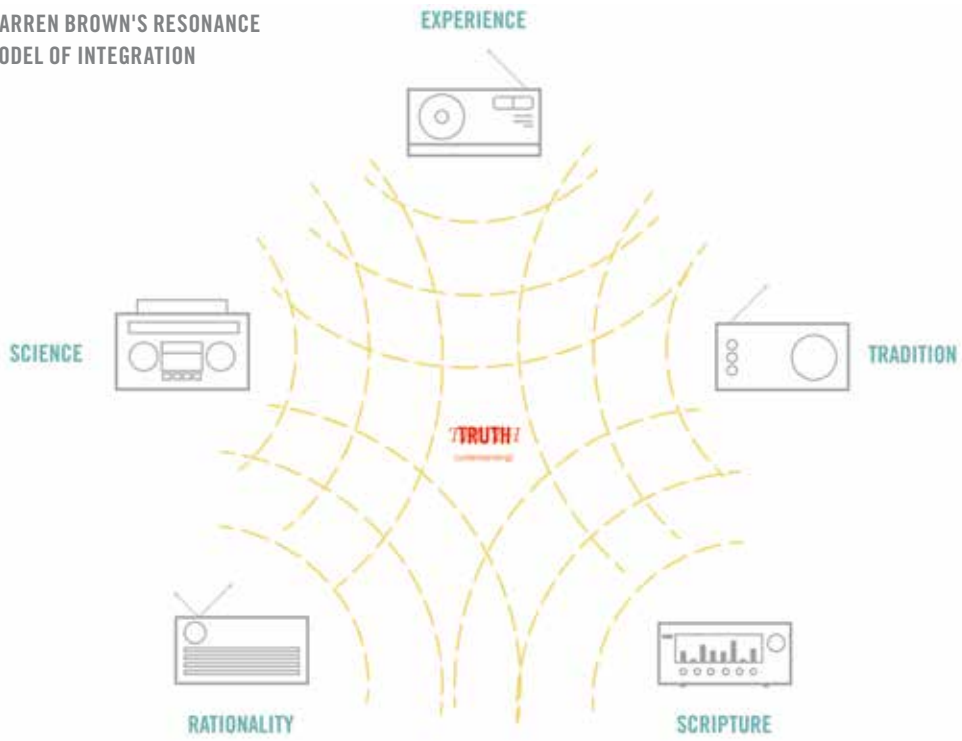 ARREN BROWN'S RESONANCE
ODEL OF INTEGRATION
EXPERIENCE
SCIENCE
TRADITION
TRUTH
RATIONALITY
SCRIPTURE